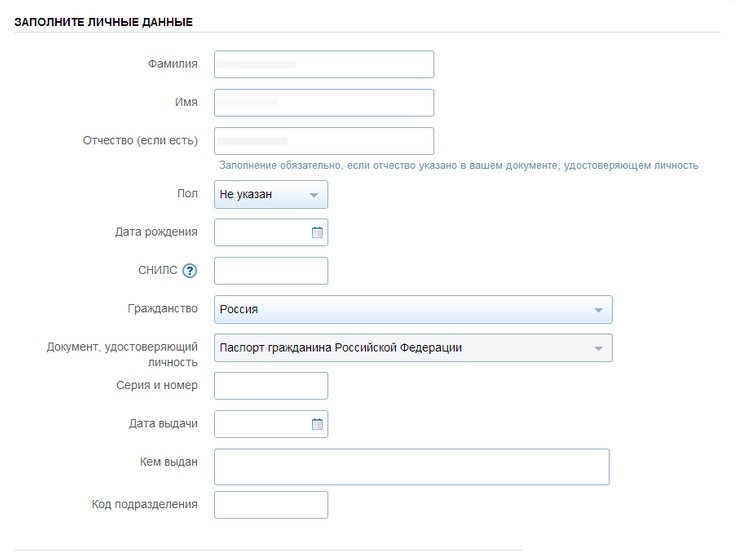 ЗАПОЛНИТЕ ЛИЧНЫЕ ДАННЫЕ
Фамилия
Имя
Отчество (если есть)
Заполнение обязательно, если отчество указано в вашем документе, удостоверяющем личность
Пол Не указан
Дата рождения
СНИЛС ?
Гражданство Россия
Документ, удостоверяющий Паспорт гражданина Российской Федерации
личность
Серия и номер
Дата выдачи
Кем выдан
Код подразделения